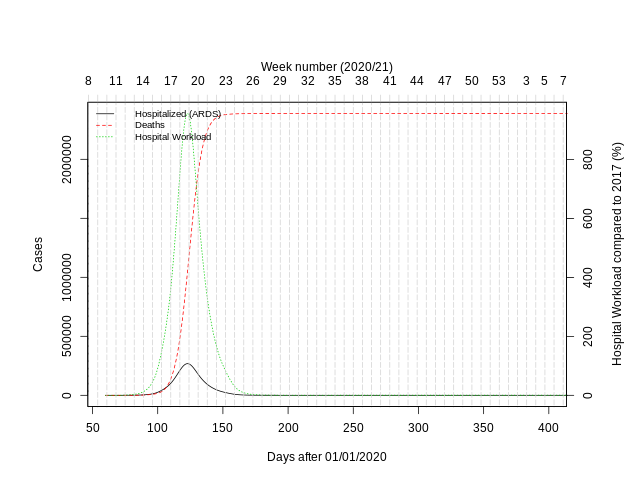 Week number (2020/21)
8 11 14 17 20 23 26 29 32 35 38 41 44 47 50 53 3 5 7
Hospitalized (ARDS)
Deaths
Hospital Workload
Cases
0 500000 1000000 2000000
Hospital Workload compared to 2017 (%)
0 200 400 600 800
50 100 150 200 250 300 350 400
Days after 01/01/2020